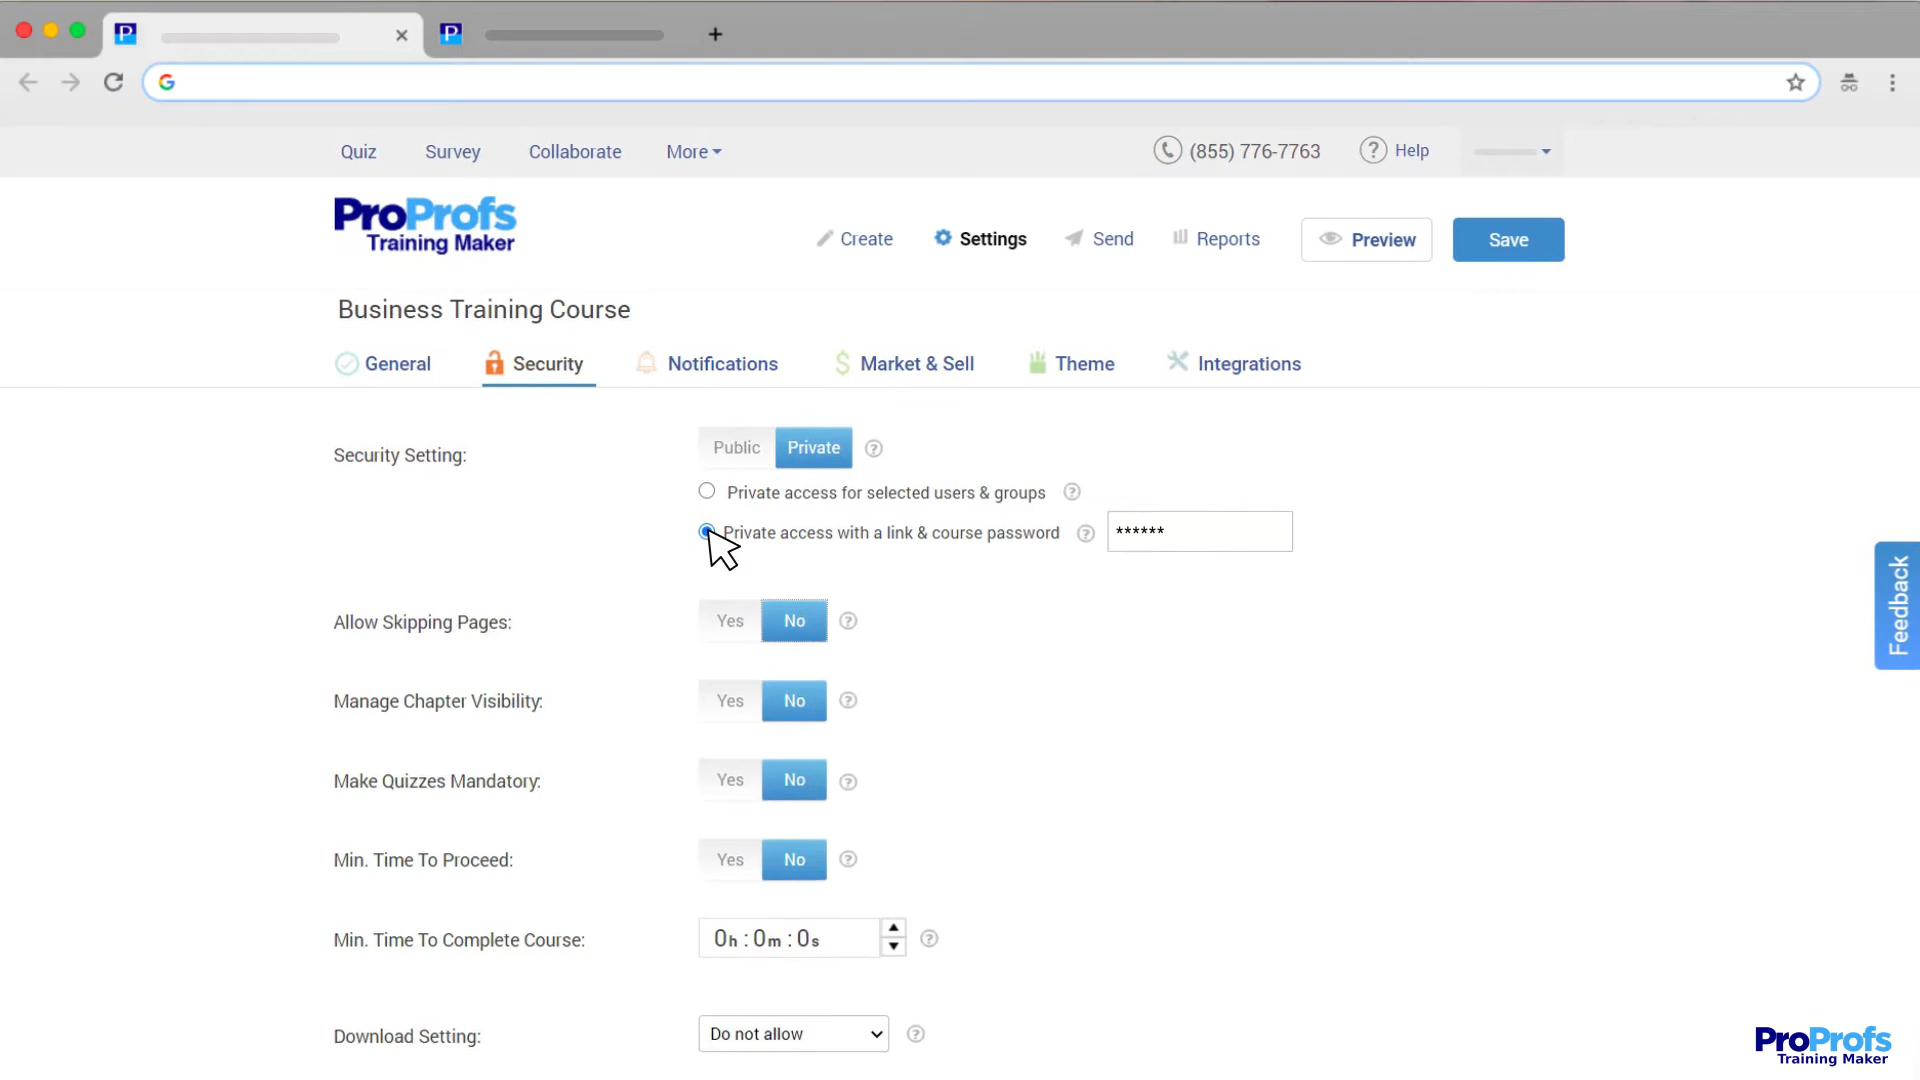 Quiz Survey Collaborate More (855) 776-7763 ? Help
ProProfs
Training Maker
Create Settings Send Reports Preview Save
Business Training Course
General Security Notifications $ Market & Sell Theme Integrations
Security Setting: Public Private ?
Private access for selected users & groups ?
Private access with a link & course password ? ******
Feedback
Allow Skipping Pages: Yes No ?
Manage Chapter Visibility: Yes No ?
Make Quizzes Mandatory: Yes No ?
Min. Time To Proceed: Yes No ?
Min. Time To Complete Course: 0h : 0m : 0s ?
Download Setting: Do not allow ?
ProProfs
Training Maker